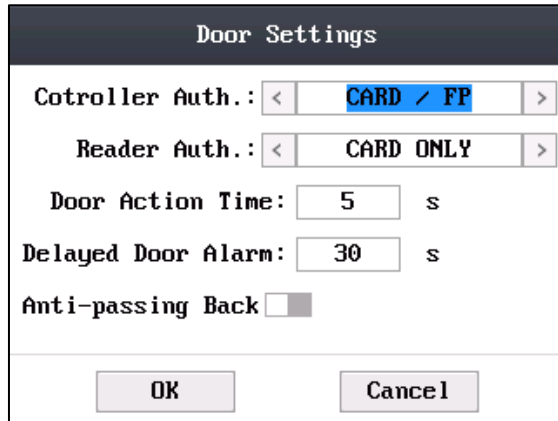 Door Settings
Cotroller Auth.: < CARD / FP >
Reader Auth.: < CARD ONLY >
Door Action Time: 5 s
Delayed Door Alarm: 30 s
Anti-passing Back
OK Cancel